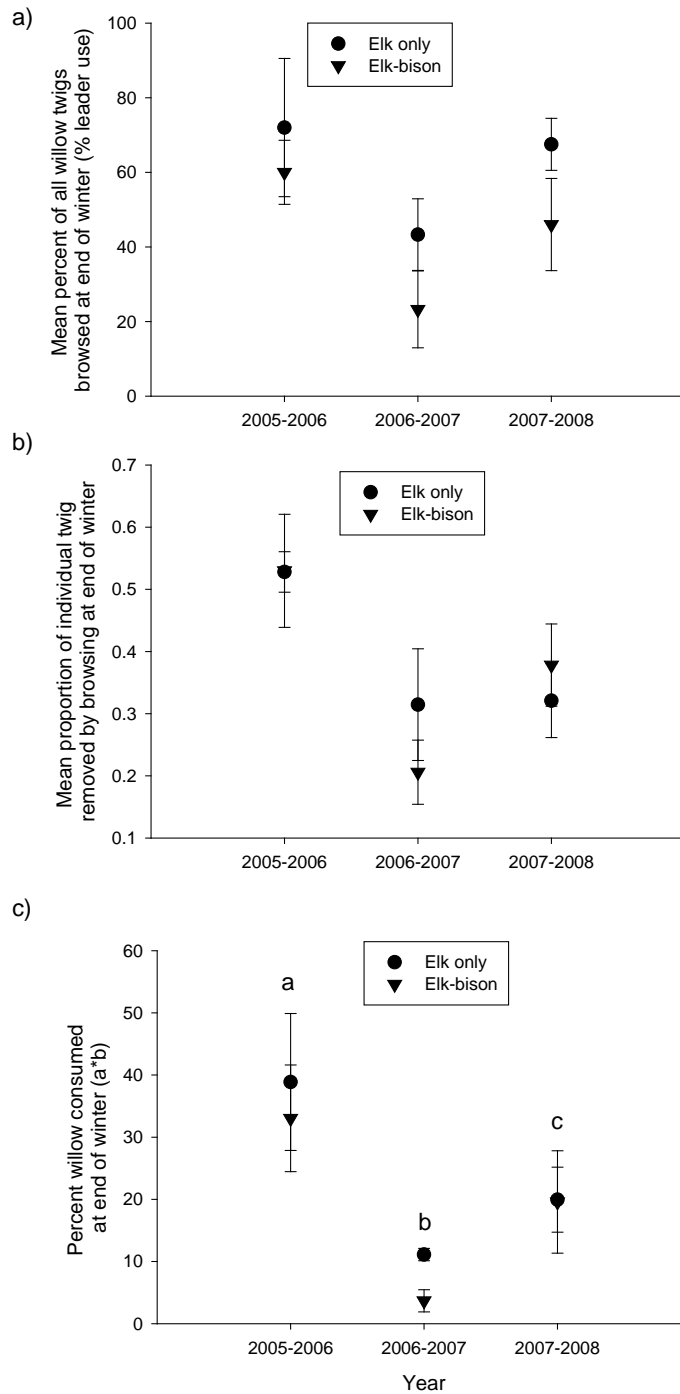 a)
Mean percent of all willow twigs
browsed at end of winter (% leader use)
100
80
60
40
20
0
Elk only
Elk-bison
2005-2006 2006-2007 2007-2008
b)
Mean proportion of individual twig
removed by browsing at end of winter
0.7
0.6
0.5
0.4
0.3
0.2
0.1
Elk only
Elk-bison
2005-2006 2006-2007 2007-2008
c)
Percent willow consumed
at end of winter (a*b)
60
50
40
30
20
10
0
Elk only
Elk-bison
a
b
c
2005-2006 2006-2007 2007-2008
Year